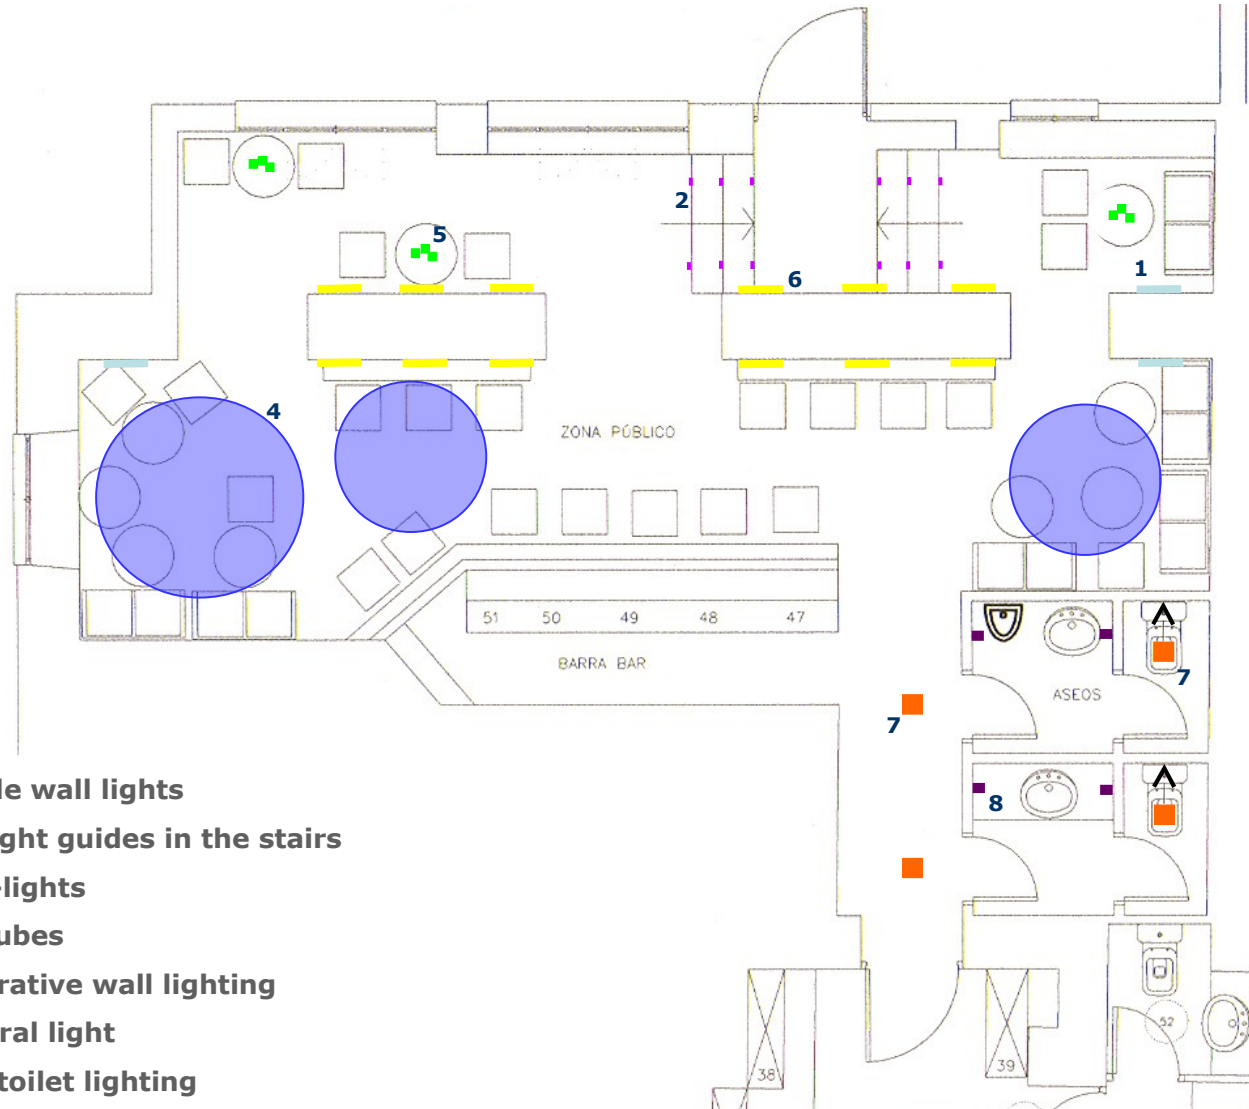 2
5
1
6
4
ZONA PÚBLICO
51 50 49 48 47
BARRA BAR
ASEOS
7
7
8
le wall lights
ght guides in the stairs
-lights
ubes
rative wall lighting
ral light
toilet lighting
52
38
39